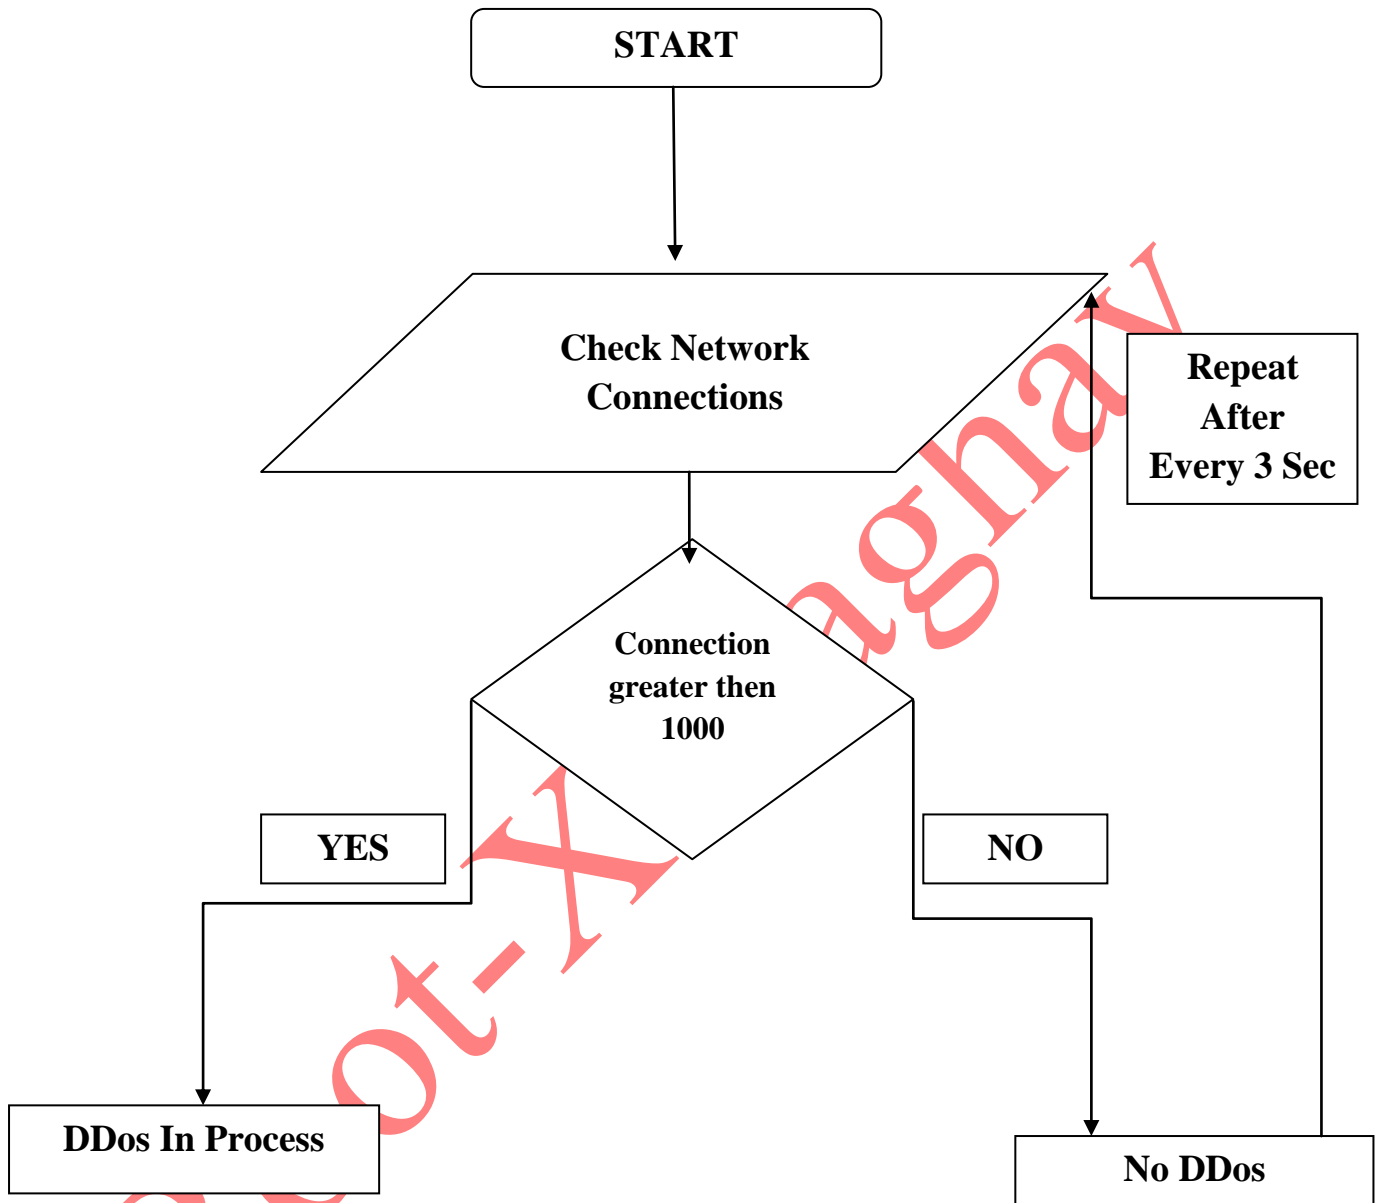 START
Check Network
Connections
Repeat
After
Every 3 Sec
Connection
greater then
1000
YES
NO
DDos In Process
No DDos